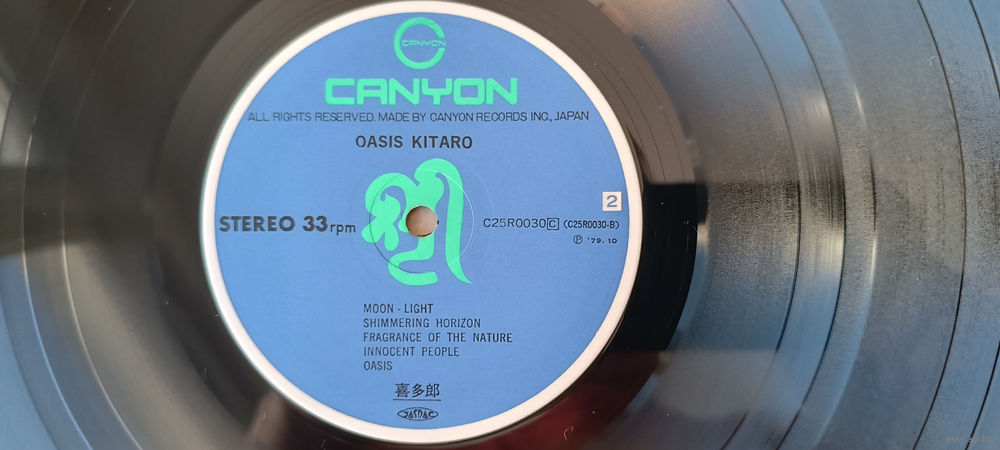 CANYON
CANYON
ALL RIGHTS RESERVED. MADE BY CANYON RECORDS INC., JAPAN
OASIS KITARO
2
STEREO 33rpm
C25R0030 C (C25R0030-B)
Ⓟ '79. 10
MOON - LIGHT
SHIMMERING HORIZON
FRAGRANCE OF THE NATURE
INNOCENT PEOPLE
OASIS
喜多郎
JASRAC